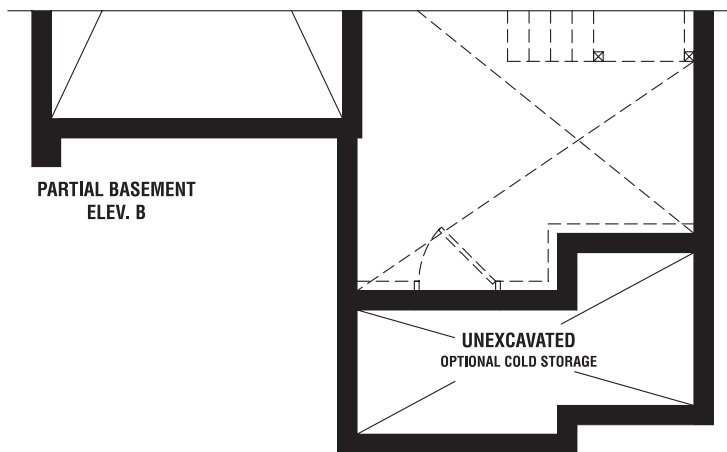 PARTIAL BASEMENT
ELEV. B
UNEXCAVATED
OPTIONAL COLD STORAGE